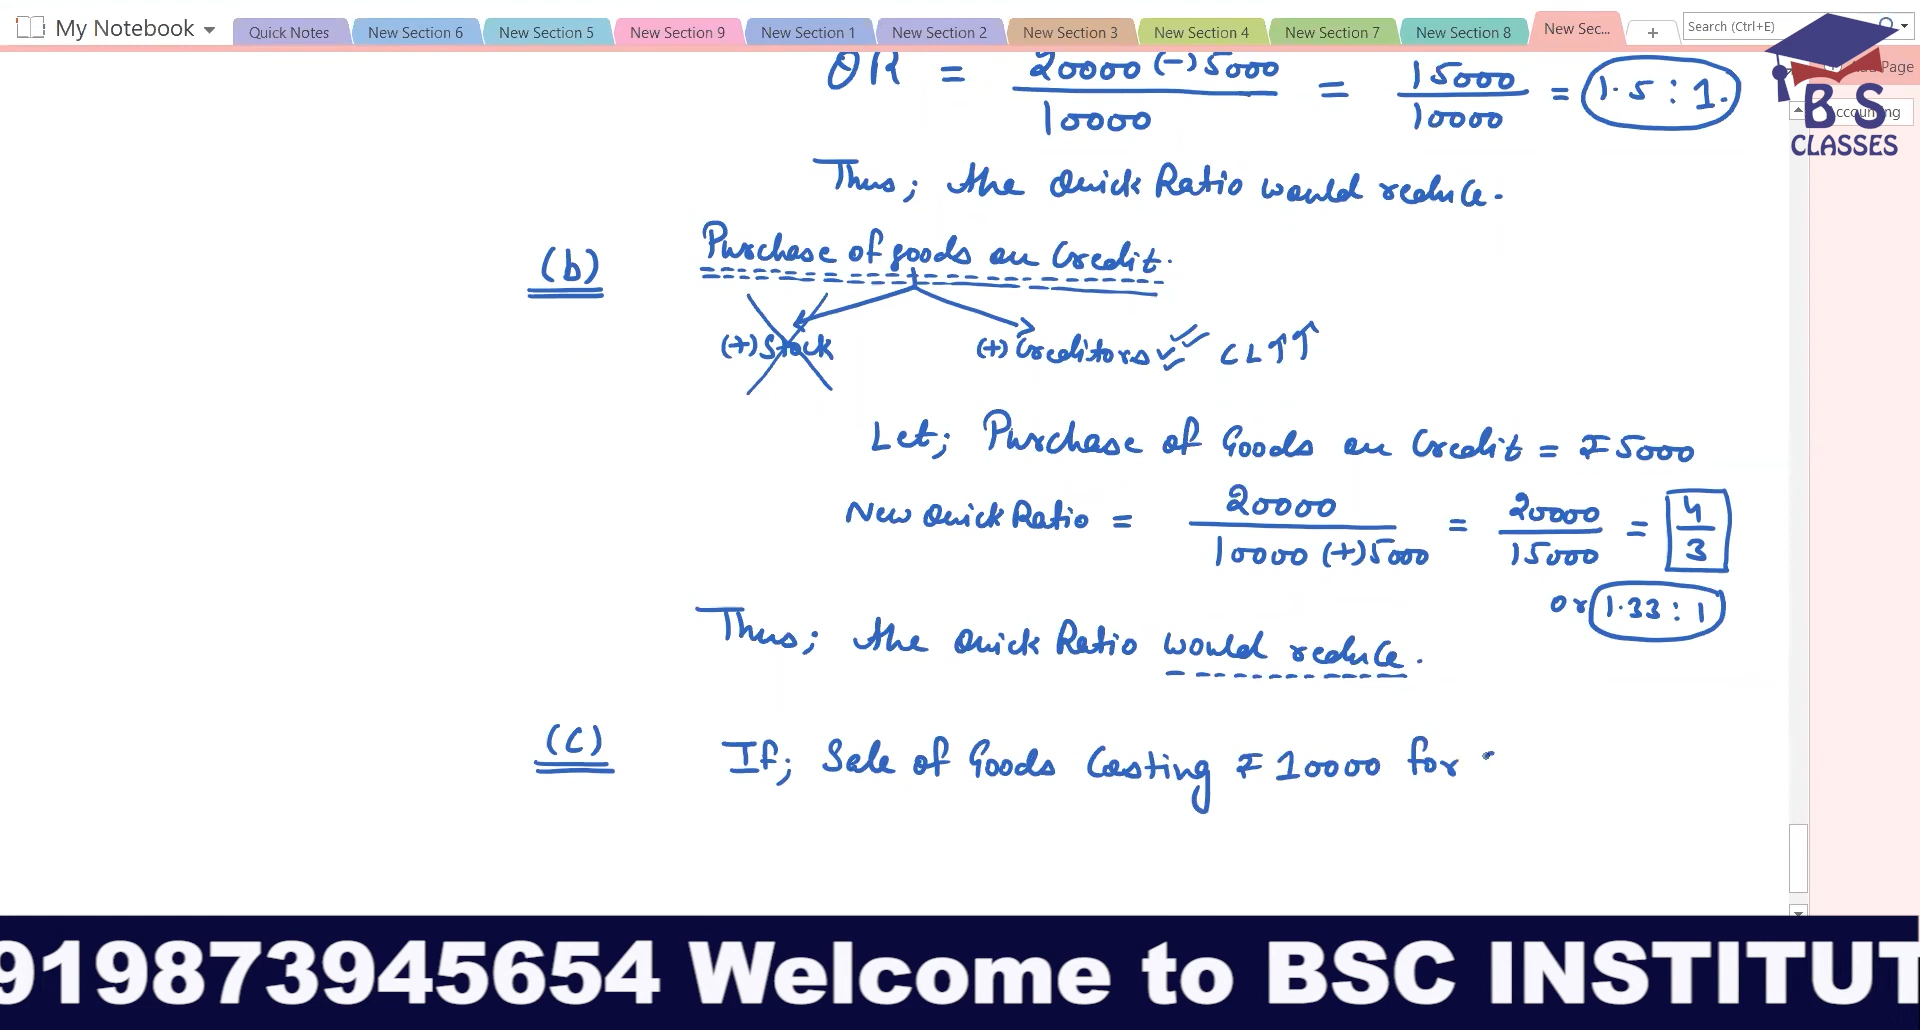 My Notebook
Quick Notes New Section 6 New Section 5 New Section 9 New Section 1 New Section 2 New Section 3 New Section 4 New Section 7 New Section 8 New Sec... +
Search (Ctrl+E)
Page
BS
CLASSES
QR = 20000 (-) 5000 / 10000 = 15000 / 10000 = 1.5 : 1.
Thus; the Quick Ratio would reduce.
(b) Purchase of goods on Credit.
(+) Stock (+) Creditors ✓✓ CL ↑↑
Let; Purchase of Goods on Credit = ₹5000
New Quick Ratio = 20000 / 10000 (+) 5000 = 20000 / 15000 = 4 / 3
or 1.33 : 1
Thus; the Quick Ratio would reduce.
(c) If; Sale of Goods Costing ₹10000 for
919873945654 Welcome to BSC INSTITUT